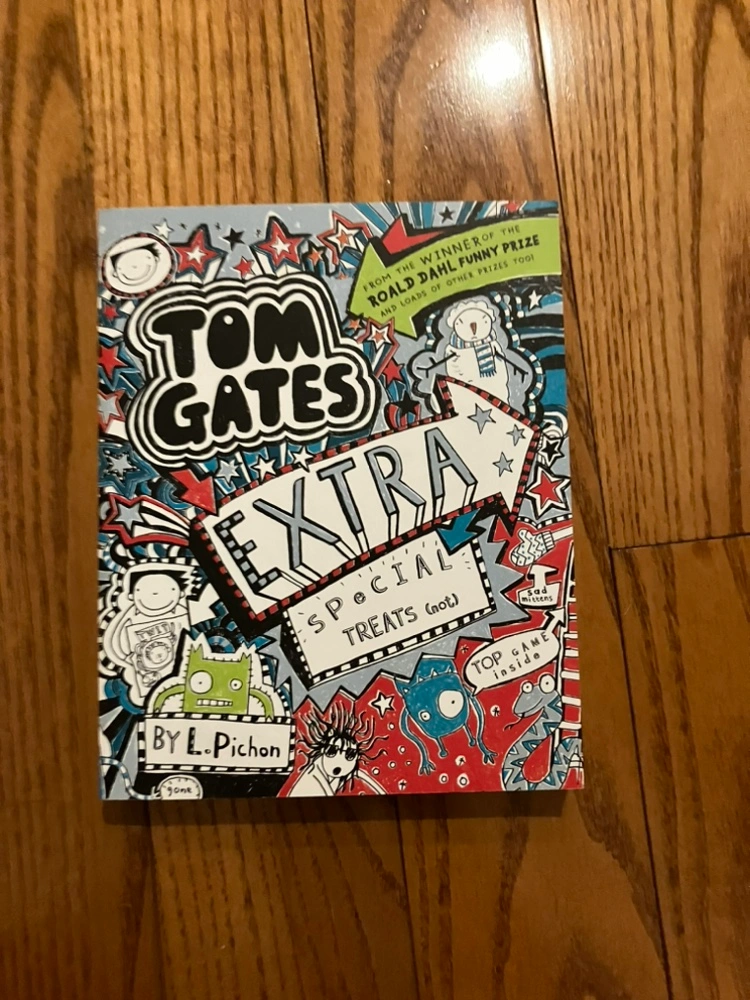 FROM THE WINNER OF THE
ROALD DAHL FUNNY PRIZE
AND LOADS OF OTHER PRIZES TOO!
TOM
GATES
EXTRA
SPeCIAL
TREATS (not)
sad
mittens
TOP GAME
inside
BY L.Pichon
gone